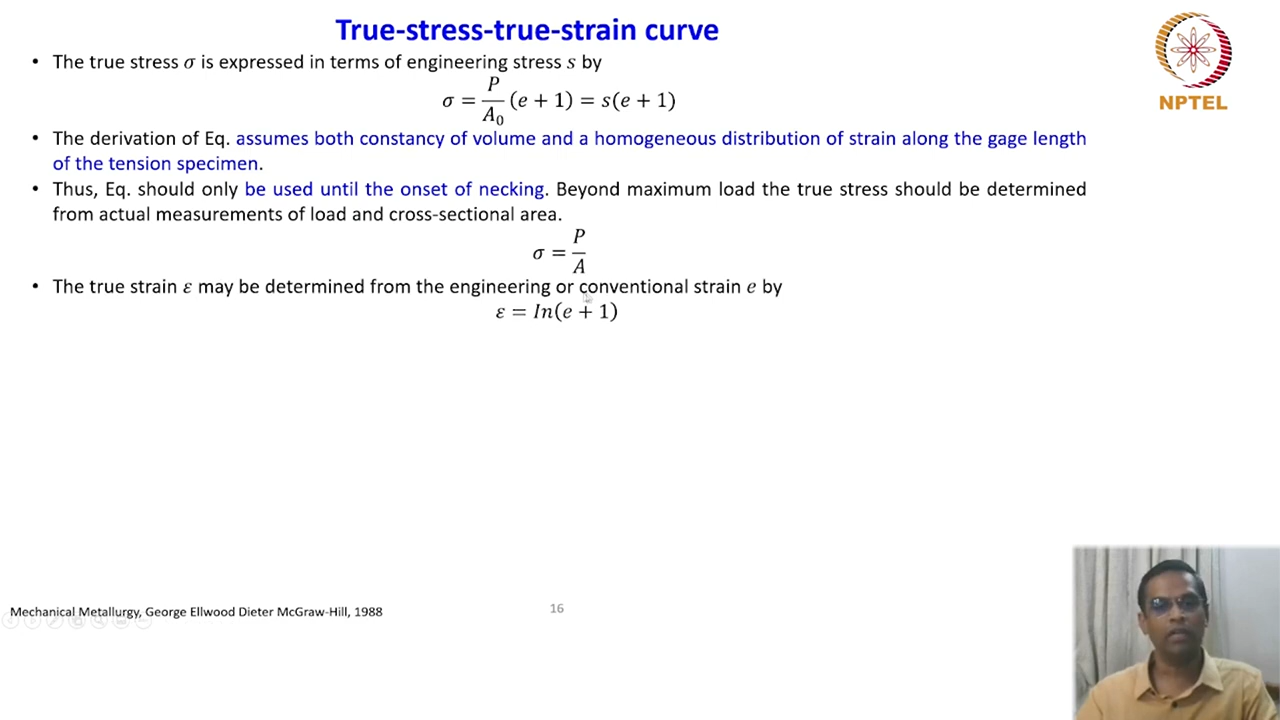 True-stress-true-strain curve
• The true stress σ is expressed in terms of engineering stress s by
σ = P/A₀ (e + 1) = s(e + 1)
• The derivation of Eq. assumes both constancy of volume and a homogeneous distribution of strain along the gage length
of the tension specimen.
• Thus, Eq. should only be used until the onset of necking. Beyond maximum load the true stress should be determined
from actual measurements of load and cross-sectional area.
σ = P/A
• The true strain ε may be determined from the engineering or conventional strain e by
ε = In(e + 1)
Mechanical Metallurgy, George Ellwood Dieter McGraw-Hill, 1988
16
NPTEL